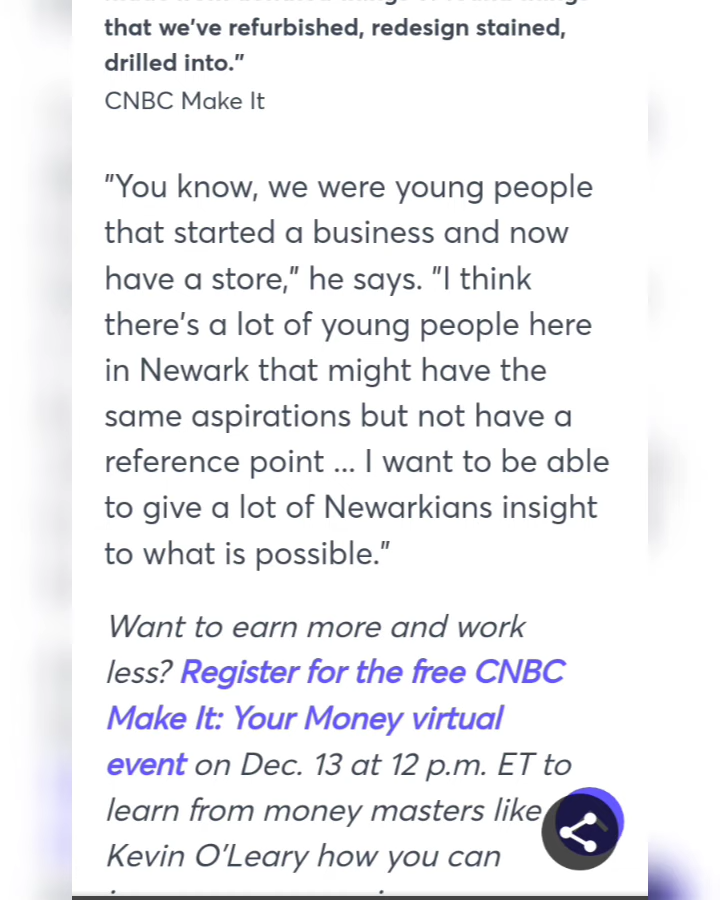 that we've refurbished, redesign stained,
drilled into."
CNBC Make It
"You know, we were young people
that started a business and now
have a store," he says. "I think
there's a lot of young people here
in Newark that might have the
same aspirations but not have a
reference point ... I want to be able
to give a lot of Newarkians insight
to what is possible."
Want to earn more and work
less? Register for the free CNBC
Make It: Your Money virtual
event on Dec. 13 at 12 p.m. ET to
learn from money masters like
Kevin O'Leary how you can